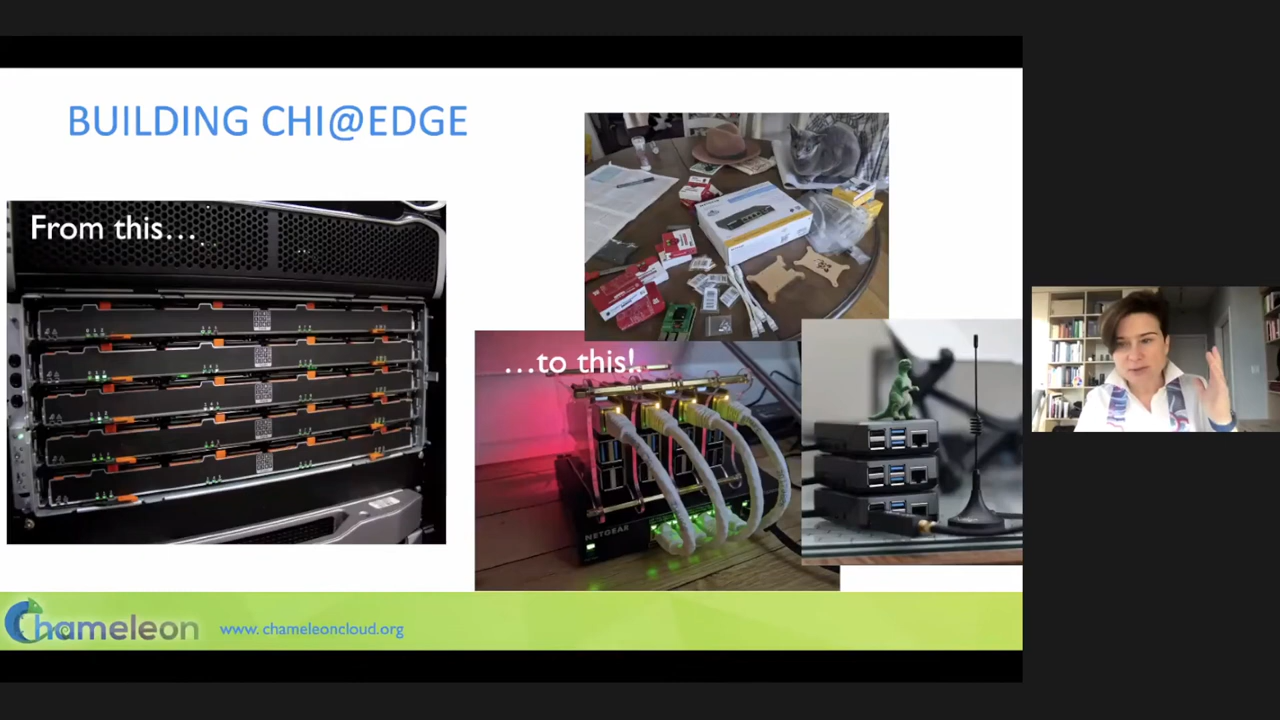 BUILDING CHI@EDGE
From this...
...to this!
NETGEAR
Chameleon
www. chameleoncloud.org